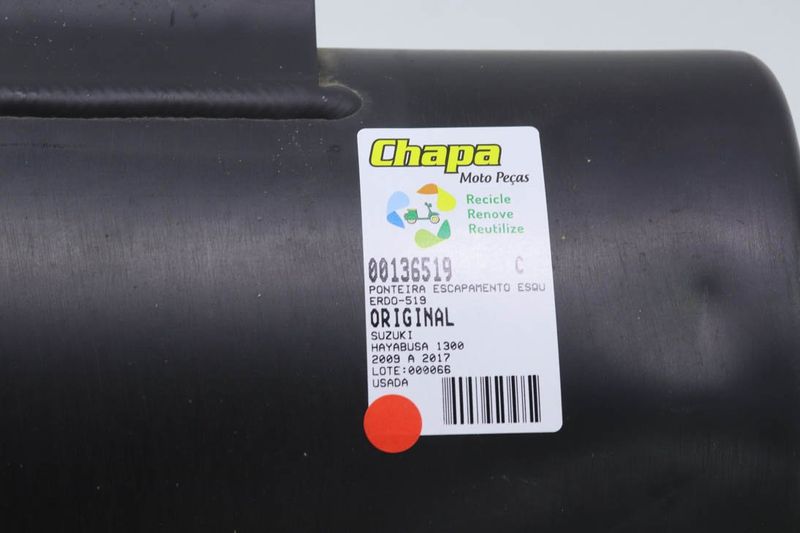 Chapa
Moto Peças
Recicle
Renove
Reutilize
00136519 C
PONTEIRA ESCAPAMENTO ESQU
ERDO-519
ORIGINAL
SUZUKI
HAYABUSA 1300
2009 A 2017
LOTE:000066
USADA